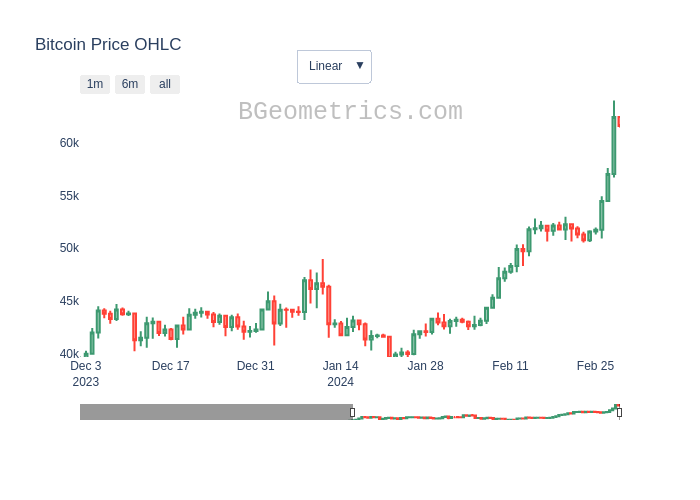 Bitcoin Price OHLC
Linear ▼
1m 6m all
BGeometrics.com
60k
55k
50k
45k
40k
Dec 3 Dec 17 Dec 31 Jan 14 Jan 28 Feb 11 Feb 25
2023 2024